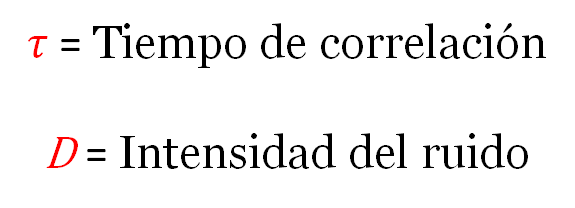 τ = Tiempo de correlación
D = Intensidad del ruido